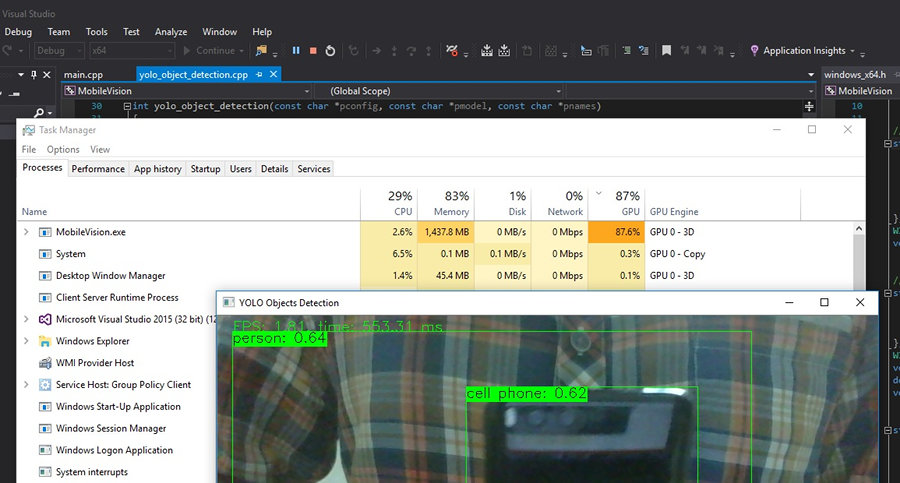 Visual Studio
Debug Team Tools Test Analyze Window Help
Debug x64 Continue Application Insights
main.cpp yolo_object_detection.cpp windows_x64.h
MobileVision (Global Scope) MobileVision
30 int yolo_object_detection(const char *pconfig, const char *pmodel, const char *pnames) 10
31 {
Task Manager
File Options View
Processes Performance App history Startup Users Details Services
29% 83% 1% 0% 87%
Name CPU Memory Disk Network GPU GPU Engine
MobileVision.exe 2.6% 1,437.8 MB 0 MB/s 0 Mbps 87.6% GPU 0 - 3D
System 6.5% 0.1 MB 0.1 MB/s 0 Mbps 0.3% GPU 0 - Copy
Desktop Window Manager 1.4% 45.4 MB 0 MB/s 0 Mbps 0.1% GPU 0 - 3D
Client Server Runtime Process
Microsoft Visual Studio 2015 (32 bit) (12
Windows Explorer
WMI Provider Host
Service Host: Group Policy Client
Windows Start-Up Application
Windows Session Manager
Windows Logon Application
System interrupts
YOLO Objects Detection
FPS: 1.81, time: 553.31 ms
person: 0.64
cell phone: 0.62